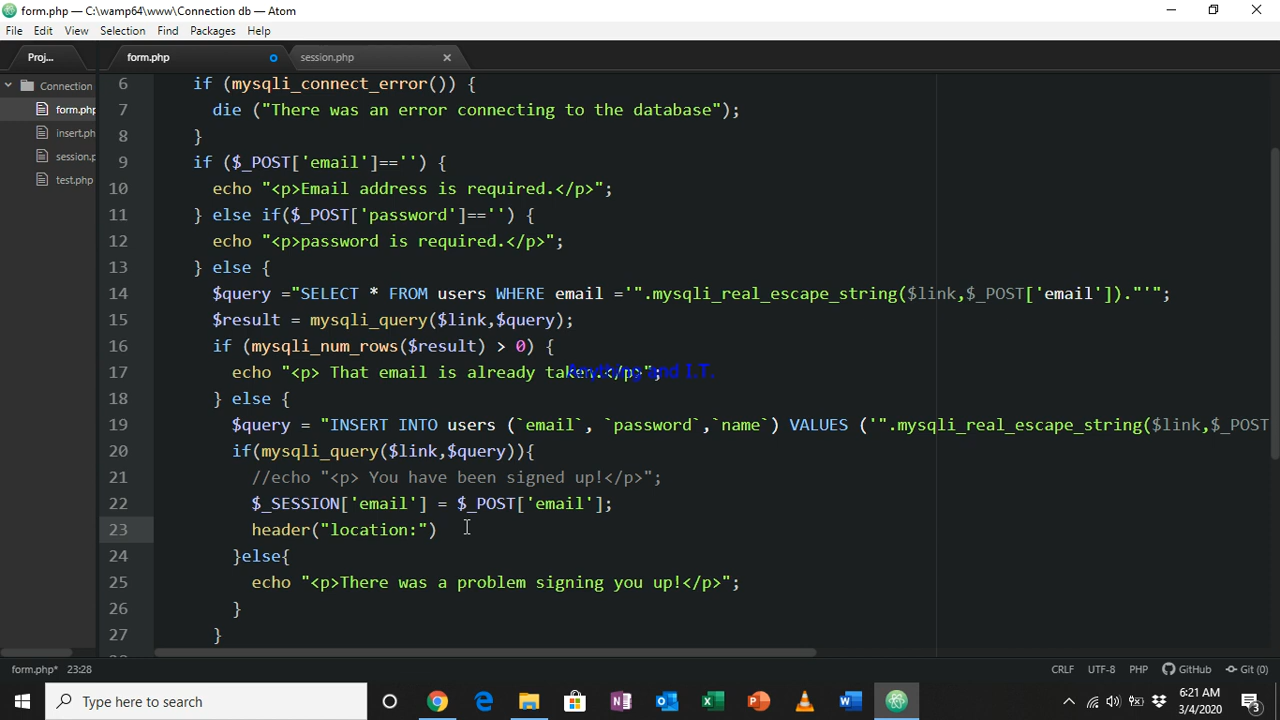 form.php — C:\wamp64\www\Connection db — Atom
File Edit View Selection Find Packages Help
Proj... form.php session.php
Connection
form.php
insert.ph
session.p
test.php
6 if (mysqli_connect_error()) {
7 die ("There was an error connecting to the database");
8 }
9 if ($_POST['email']=='') {
10 echo "<p>Email address is required.</p>";
11 } else if($_POST['password']=='') {
12 echo "<p>password is required.</p>";
13 } else {
14 $query ="SELECT * FROM users WHERE email ='".mysqli_real_escape_string($link,$_POST['email'])."'";
15 $result = mysqli_query($link,$query);
16 if (mysqli_num_rows($result) > 0) {
17 echo "<p> That email is already taken.</p>";
Anything and I.T.
18 } else {
19 $query = "INSERT INTO users (`email`, `password`,`name`) VALUES ('".mysqli_real_escape_string($link,$_POST
20 if(mysqli_query($link,$query)){
21 //echo "<p> You have been signed up!</p>";
22 $_SESSION['email'] = $_POST['email'];
23 header("location:")
24 }else{
25 echo "<p>There was a problem signing you up!</p>";
26 }
27 }
form.php* 23:28 CRLF UTF-8 PHP GitHub Git (0)
Type here to search
6:21 AM
3/4/2020
3